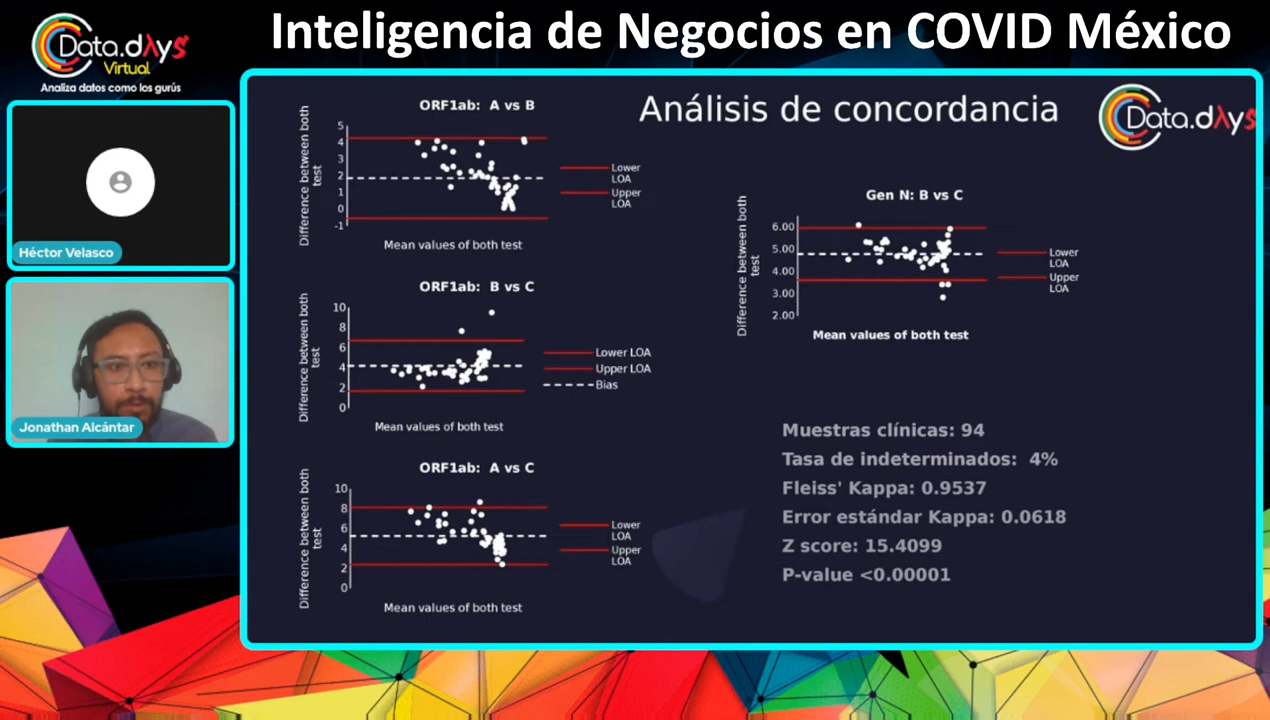 Inteligencia de Negocios en COVID México
Data.dAys
Virtual
Analiza datos como los gurús
Héctor Velasco
Jonathan Alcántar
Análisis de concordancia
Data.dAys
ORF1ab: A vs B
Difference between both
test
5
4
3
2
1
0
-1
Mean values of both test
Lower
LOA
Upper
LOA
ORF1ab: B vs C
Difference between both
test
10
8
6
4
2
0
Mean values of both test
Lower LOA
Upper LOA
Bias
ORF1ab: A vs C
Difference between both
test
10
8
6
4
2
0
Mean values of both test
Lower
LOA
Upper
LOA
Gen N: B vs C
Difference between both
test
6.00
5.00
4.00
3.00
2.00
Mean values of both test
Lower
LOA
Upper
LOA
Muestras clínicas: 94
Tasa de indeterminados: 4%
Fleiss' Kappa: 0.9537
Error estándar Kappa: 0.0618
Z score: 15.4099
P-value <0.00001